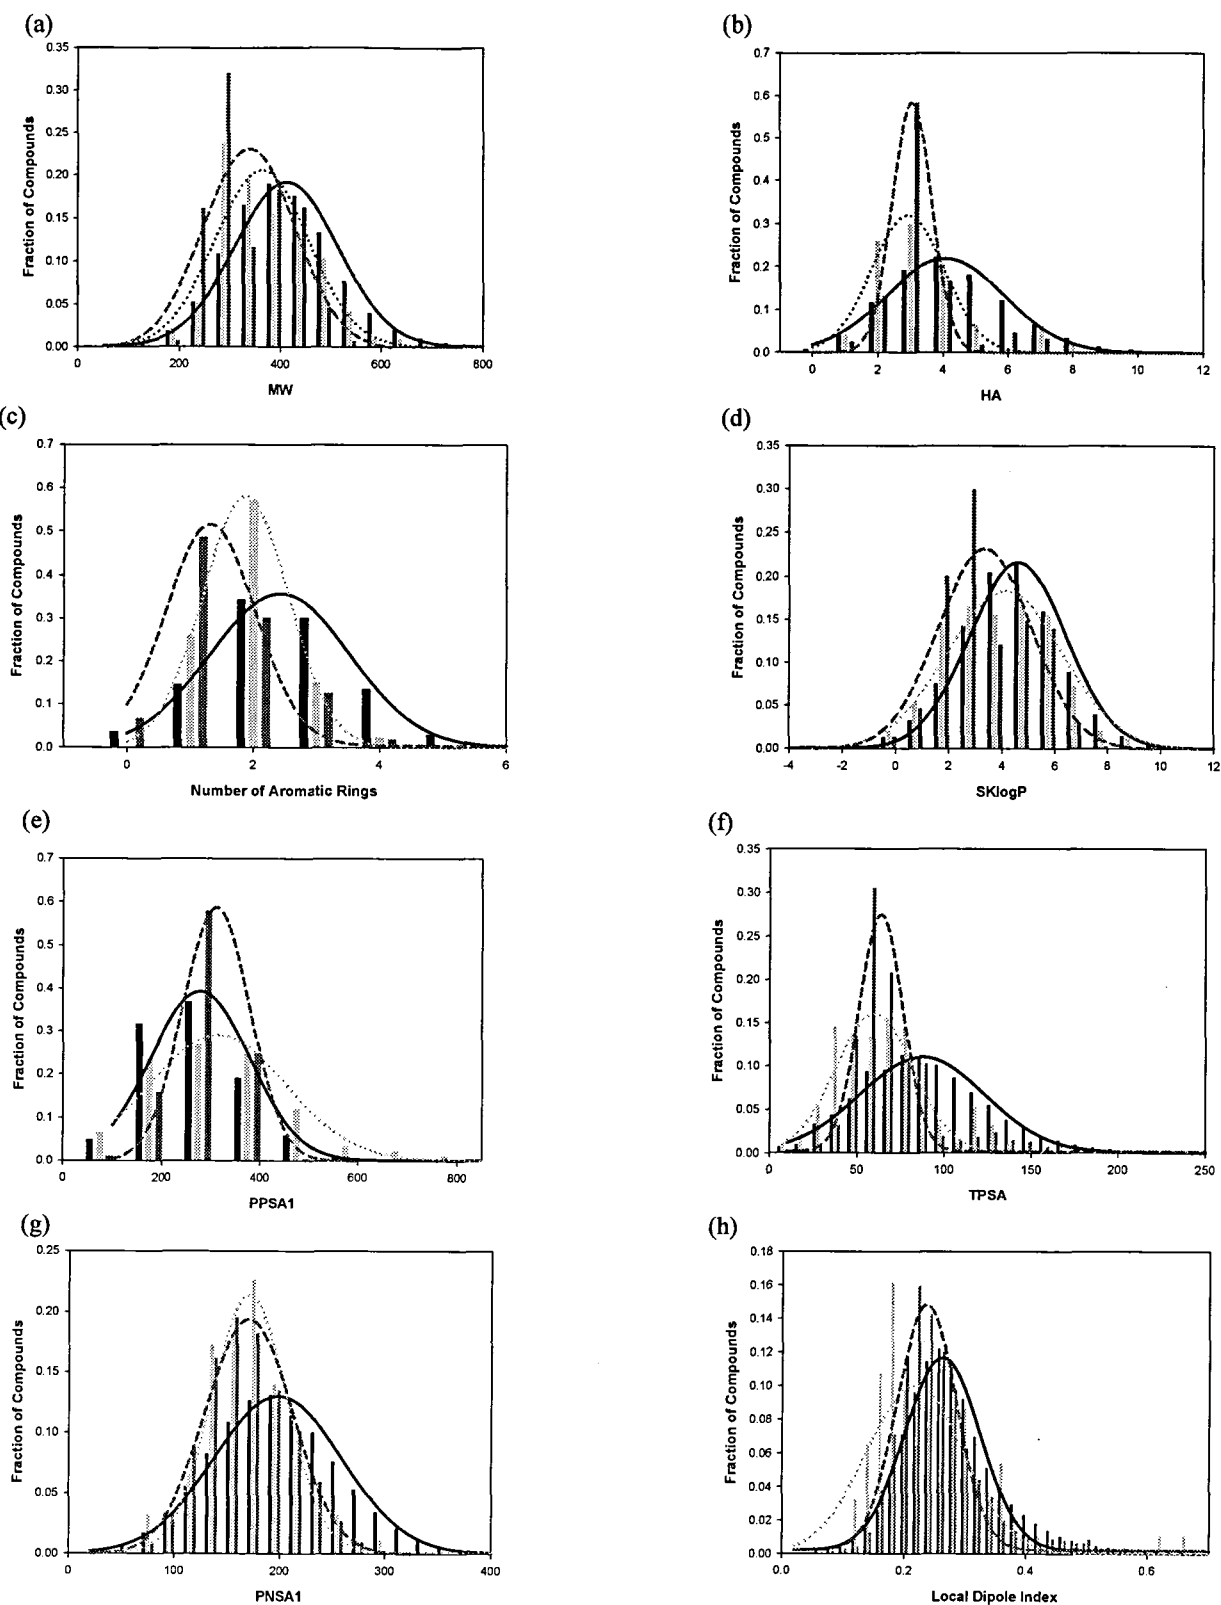 (a)
0.35
0.30
0.25
0.20
0.15
0.10
0.05
0.00
Fraction of Compounds
200 400 600 800
MW
(b)
0.7
0.6
0.5
0.4
0.3
0.2
0.1
0.0
Fraction of Compounds
0 2 4 6 8 10 12
HA
(c)
0.7
0.6
0.5
0.4
0.3
0.2
0.1
0.0
Fraction of Compounds
0 2 4 6
Number of Aromatic Rings
(d)
0.35
0.30
0.25
0.20
0.15
0.10
0.05
0.00
Fraction of Compounds
-4 -2 0 2 4 6 8 10 12
SKlogP
(e)
0.7
0.6
0.5
0.4
0.3
0.2
0.1
0.0
Fraction of Compounds
0 200 400 600 800
PPSA1
(f)
0.35
0.30
0.25
0.20
0.15
0.10
0.05
0.00
Fraction of Compounds
0 50 100 150 200 250
TPSA
(g)
0.25
0.20
0.15
0.10
0.05
0.00
Fraction of Compounds
0 100 200 300 400
PNSA1
(h)
0.18
0.16
0.14
0.12
0.10
0.08
0.06
0.04
0.02
0.00
Fraction of Compounds
0.0 0.2 0.4 0.6
Local Dipole Index